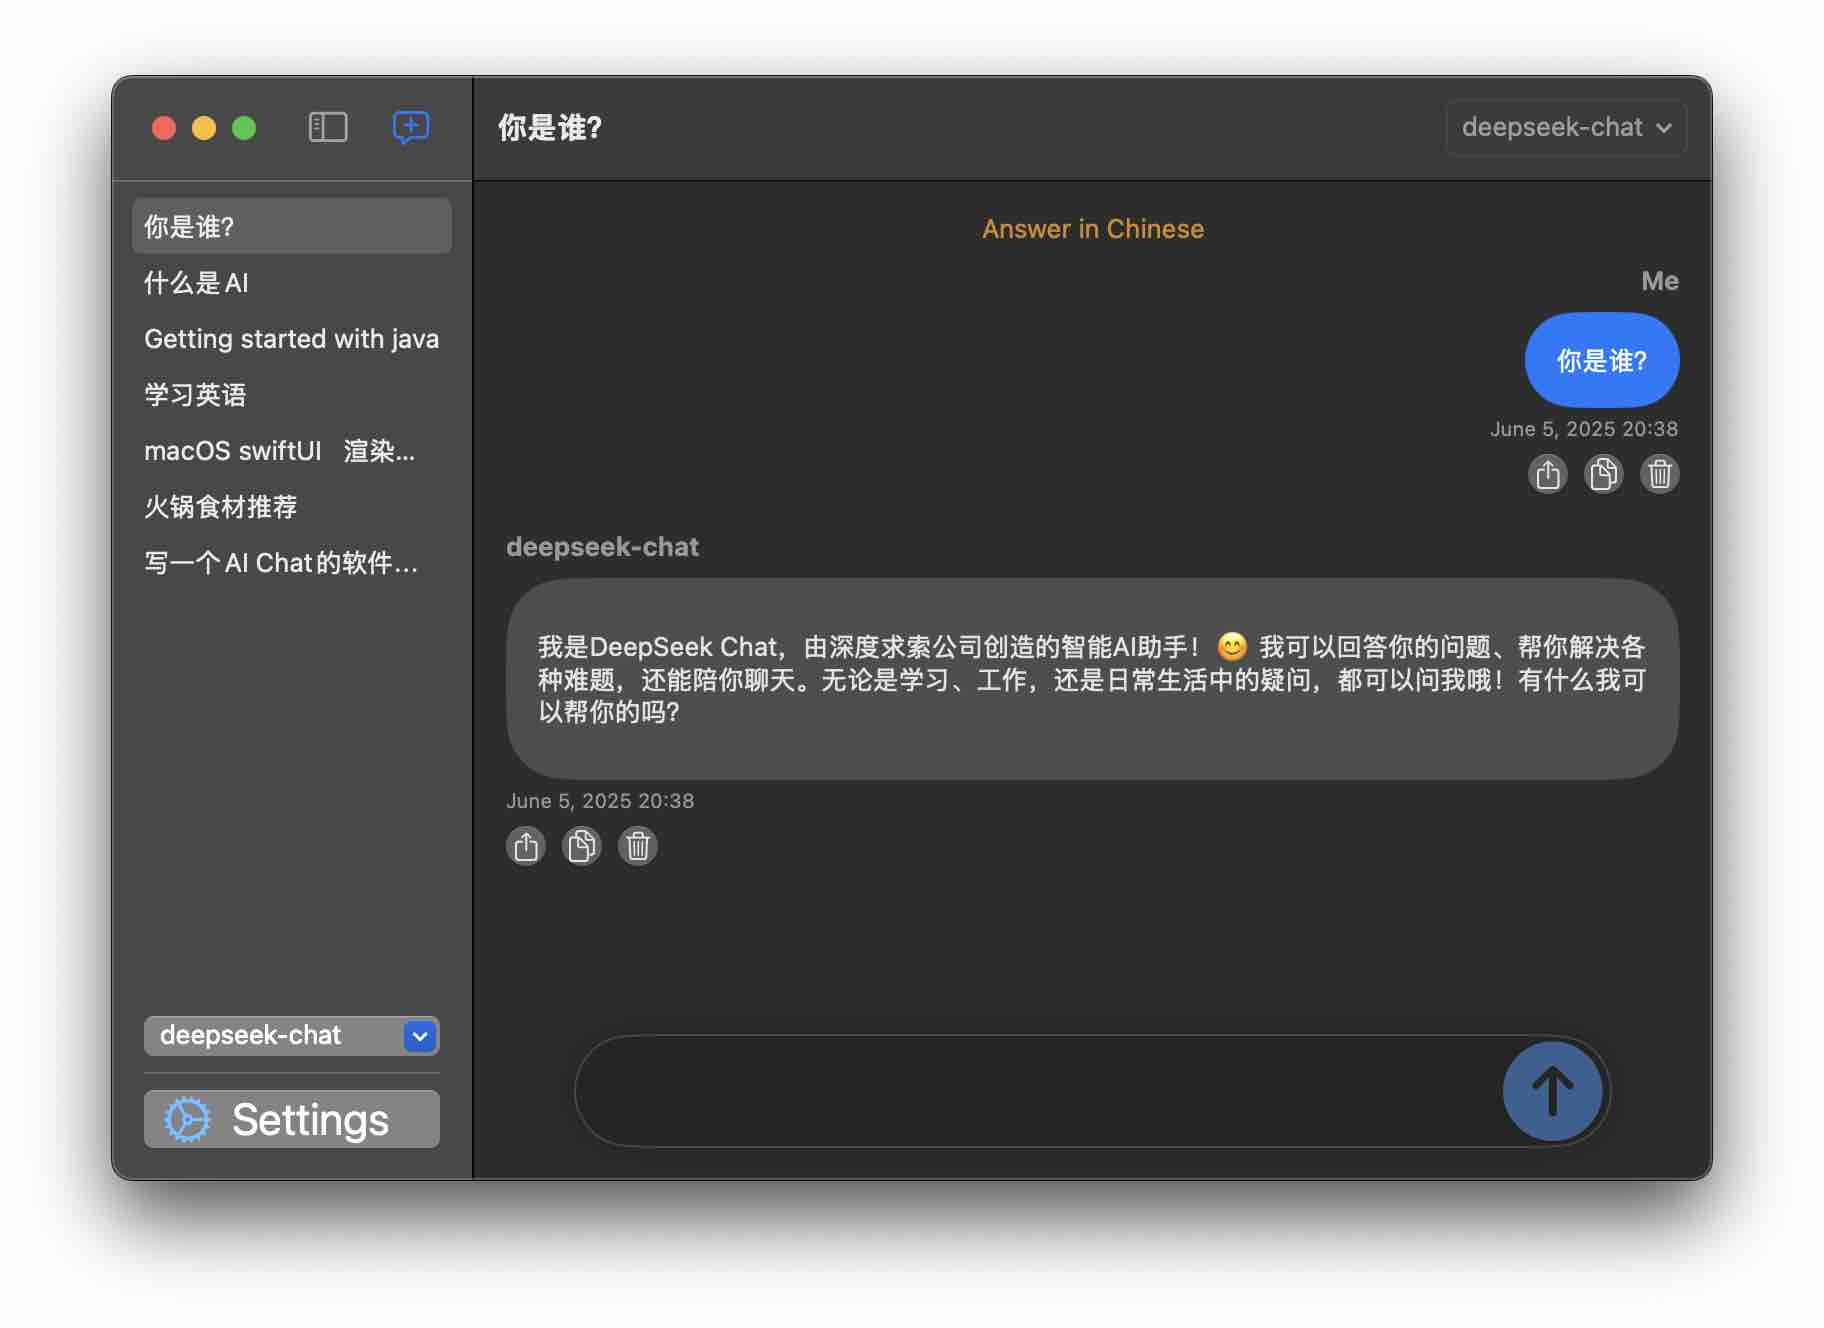 你是谁?
deepseek-chat
你是谁?
什么是AI
Getting started with java
学习英语
macOS swiftUI 渲染...
火锅食材推荐
写一个AI Chat的软件...
deepseek-chat
Settings
Answer in Chinese
Me
你是谁?
June 5, 2025 20:38
deepseek-chat
我是DeepSeek Chat，由深度求索公司创造的智能AI助手！😊 我可以回答你的问题、帮你解决各
种难题，还能陪你聊天。无论是学习、工作，还是日常生活中的疑问，都可以问我哦！有什么我可
以帮你的吗？
June 5, 2025 20:38